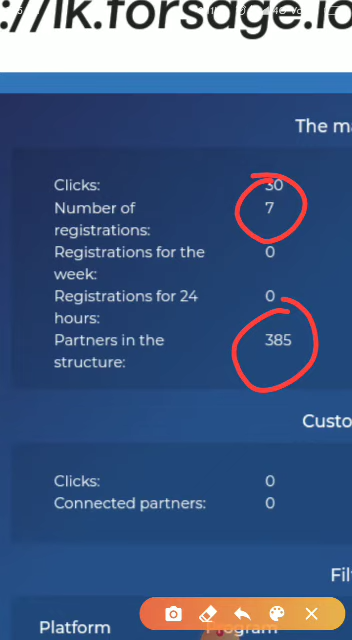 ://lk.forsage.io
The ma
Clicks: 30
Number of 7
registrations:
Registrations for the 0
week:
Registrations for 24 0
hours:
Partners in the 385
structure:
Custo
Clicks: 0
Connected partners: 0
Fil
Platform Program